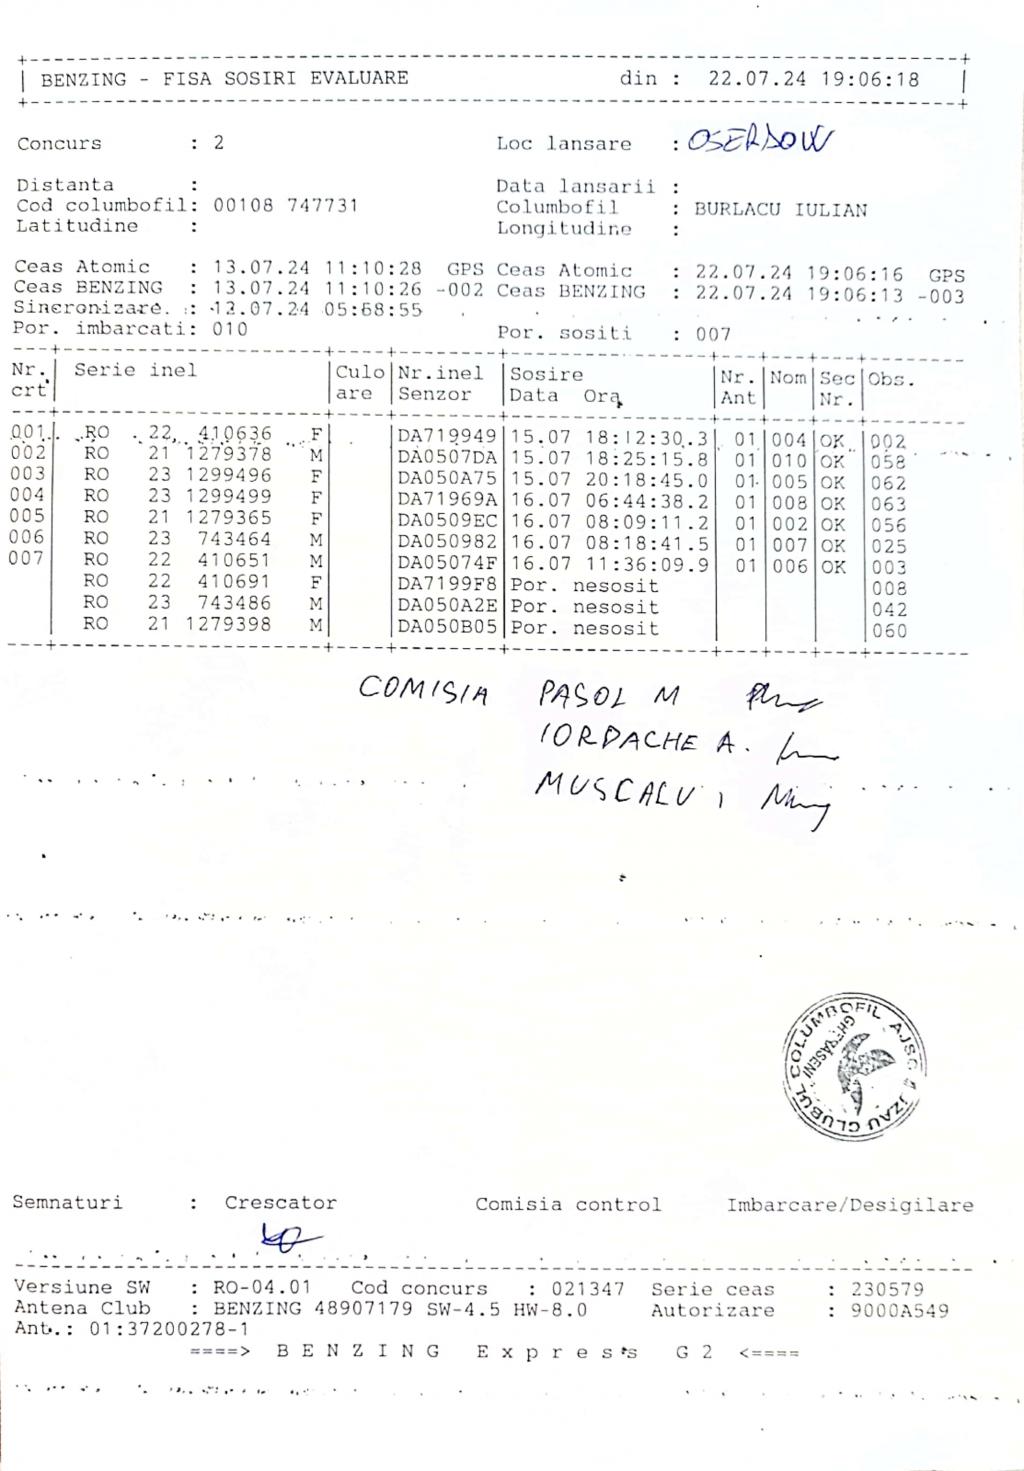 BENZING - FISA SOSIRI EVALUARE din : 22.07.24 19:06:18
Concurs : 2 Loc lansare : OSERDOW
Distanta : Data lansarii :
Cod columbofil: 00108 747731 Columbofil : BURLACU IULIAN
Latitudine : Longitudine :
Ceas Atomic : 13.07.24 11:10:28 GPS Ceas Atomic : 22.07.24 19:06:16 GPS
Ceas BENZING : 13.07.24 11:10:26 -002 Ceas BENZING : 22.07.24 19:06:13 -003
Sincronizare. : 12.07.24 05:58:55
Por. imbarcati: 010 Por. sositi : 007
Nr. Serie inel Culo Nr.inel Sosire Nr. Nom Sec Obs.
crt are Senzor Data Ora Ant Nr.
001 RO 22 410636 F DA719949 15.07 18:12:30.3 01 004 OK 002
002 RO 21 1279378 M DA0507DA 15.07 18:25:15.8 01 010 OK 058
003 RO 23 1299496 F DA050A75 15.07 20:18:45.0 01 005 OK 062
004 RO 23 1299499 F DA71969A 16.07 06:44:38.2 01 008 OK 063
005 RO 21 1279365 F DA0509EC 16.07 08:09:11.2 01 002 OK 056
006 RO 23 743464 M DA050982 16.07 08:18:41.5 01 007 OK 025
007 RO 22 410651 M DA05074F 16.07 11:36:09.9 01 006 OK 003
RO 22 410691 F DA7199F8 Por. nesosit 008
RO 23 743486 M DA050A2E Por. nesosit 042
RO 21 1279398 M DA050B05 Por. nesosit 060
COMISIA PASOL M
IORDACHE A.
MUSCALU I
CLUBUL COLUMBOFIL
GHERASENI
Semnaturi : Crescator Comisia control Imbarcare/Desigilare
Versiune SW : RO-04.01 Cod concurs : 021347 Serie ceas : 230579
Antena Club : BENZING 48907179 SW-4.5 HW-8.0 Autorizare : 9000A549
Ant.: 01:37200278-1
====> B E N Z I N G E x p r e s s G 2 <====